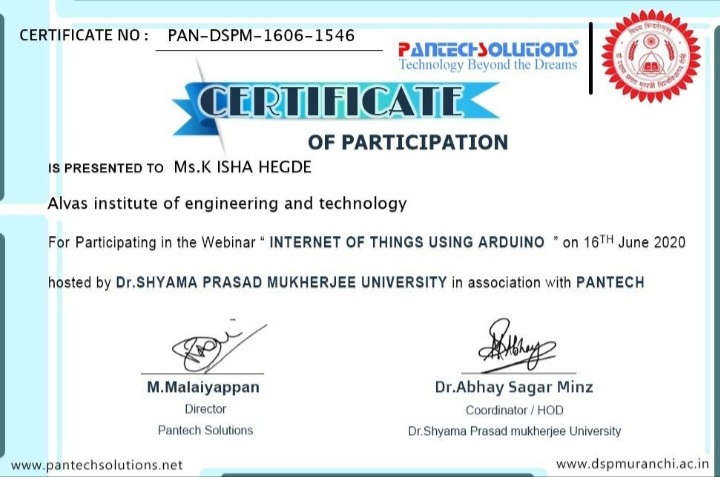 CERTIFICATE NO : PAN-DSPM-1606-1546
PANTECH SOLUTIONS
Technology Beyond the Dreams
CERTIFICATE
OF PARTICIPATION
IS PRESENTED TO Ms.K ISHA HEGDE
Alvas institute of engineering and technology
For Participating in the Webinar “ INTERNET OF THINGS USING ARDUINO ” on 16TH June 2020
hosted by Dr.SHYAMA PRASAD MUKHERJEE UNIVERSITY in association with PANTECH
M.Malaiyappan
Director
Pantech Solutions
Dr.Abhay Sagar Minz
Coordinator / HOD
Dr.Shyama Prasad mukherjee University
www.pantechsolutions.net
www.dspmuranchi.ac.in